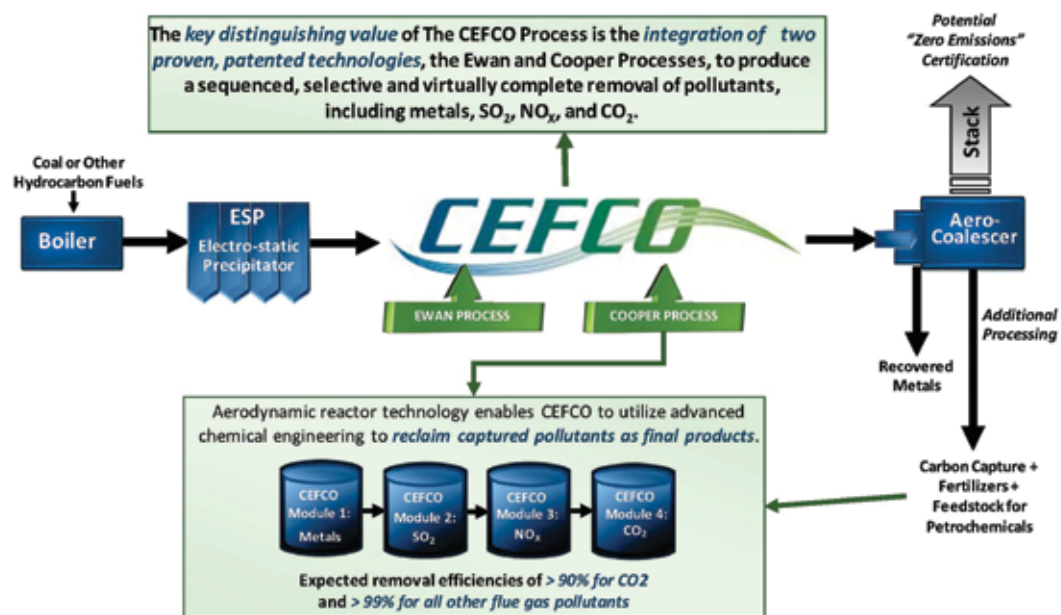 The key distinguishing value of The CEFCO Process is the integration of two
proven, patented technologies, the Ewan and Cooper Processes, to produce
a sequenced, selective and virtually complete removal of pollutants,
including metals, SO₂, NOₓ, and CO₂.
Potential
"Zero Emissions"
Certification
Stack
Coal or Other
Hydrocarbon Fuels
Boiler
ESP
Electro-static
Precipitator
CEFCO
Aero-
Coalescer
EWAN PROCESS
COOPER PROCESS
Additional
Processing
Recovered
Metals
Carbon Capture +
Fertilizers +
Feedstock for
Petrochemicals
Aerodynamic reactor technology enables CEFCO to utilize advanced
chemical engineering to reclaim captured pollutants as final products.
CEFCO
Module 1:
Metals
CEFCO
Module 2:
SO₂
CEFCO
Module 3:
NOₓ
CEFCO
Module 4:
CO₂
Expected removal efficiencies of > 90% for CO2
and > 99% for all other flue gas pollutants